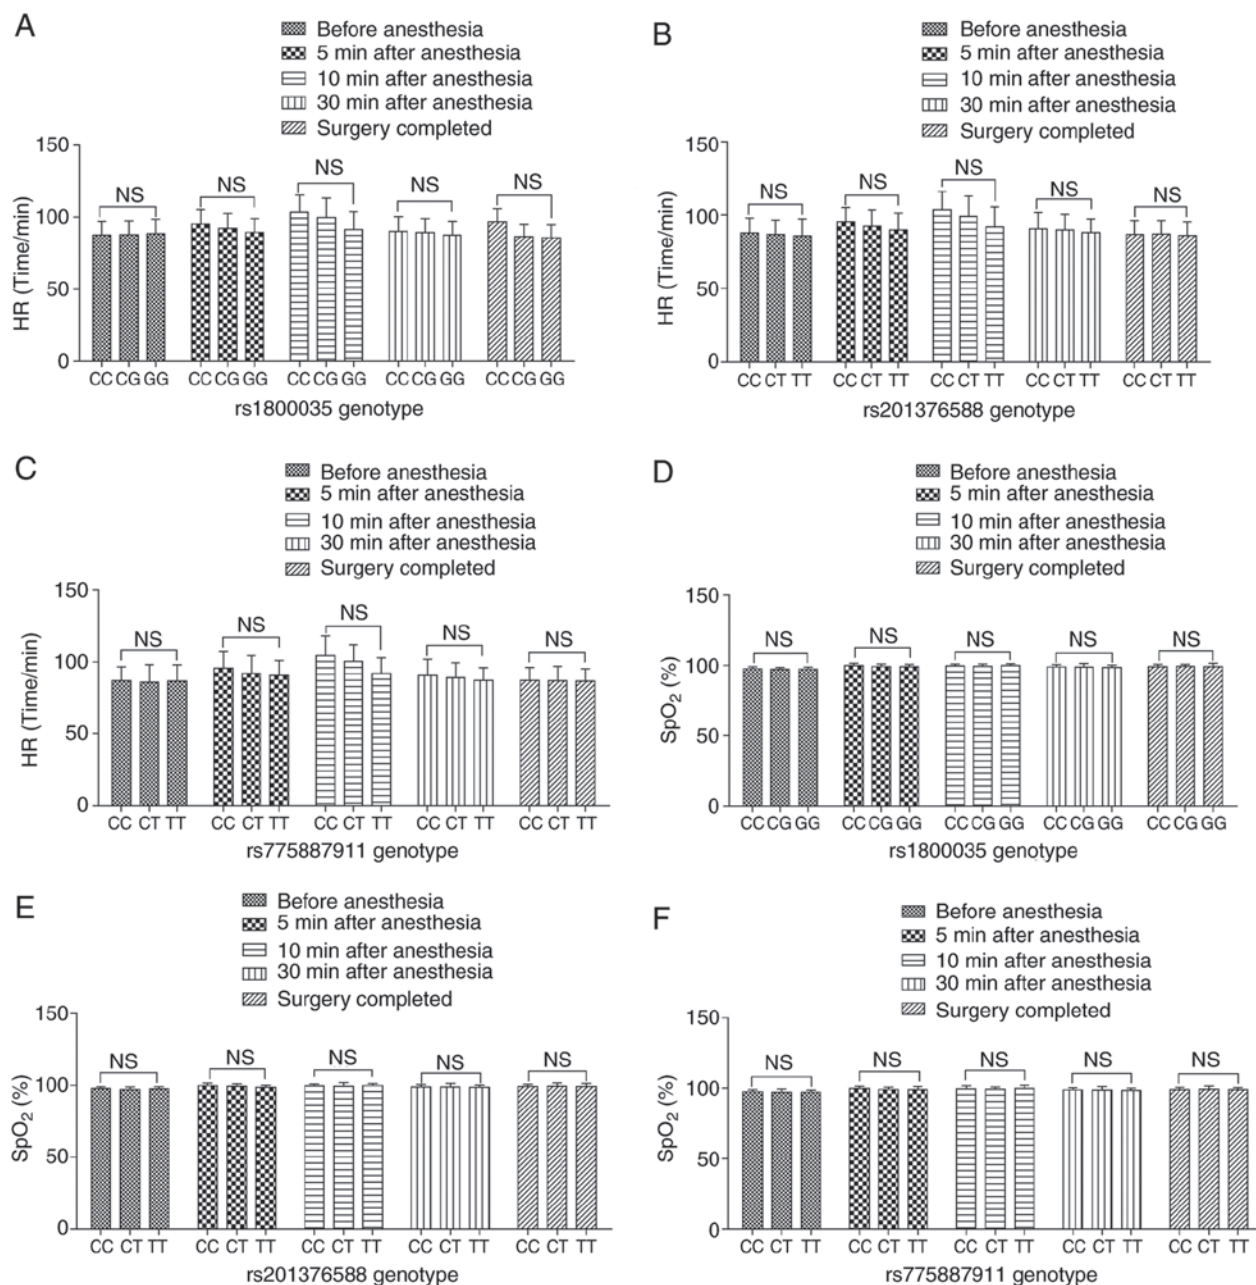 A
Before anesthesia
5 min after anesthesia
10 min after anesthesia
30 min after anesthesia
Surgery completed
HR (Time/min)
150
100
50
0
NS NS NS NS NS
CC CG GG CC CG GG CC CG GG CC CG GG CC CG GG
rs1800035 genotype
B
Before anesthesia
5 min after anesthesia
10 min after anesthesia
30 min after anesthesia
Surgery completed
HR (Time/min)
150
100
50
0
NS NS NS NS NS
CC CT TT CC CT TT CC CT TT CC CT TT CC CT TT
rs201376588 genotype
C
Before anesthesia
5 min after anesthesia
10 min after anesthesia
30 min after anesthesia
Surgery completed
HR (Time/min)
150
100
50
0
NS NS NS NS NS
CC CT TT CC CT TT CC CT TT CC CT TT CC CT TT
rs775887911 genotype
D
Before anesthesia
5 min after anesthesia
10 min after anesthesia
30 min after anesthesia
Surgery completed
SpO2 (%)
150
100
50
0
NS NS NS NS NS
CC CG GG CC CG GG CC CG GG CC CG GG CC CG GG
rs1800035 genotype
E
Before anesthesia
5 min after anesthesia
10 min after anesthesia
30 min after anesthesia
Surgery completed
SpO2 (%)
150
100
50
0
NS NS NS NS NS
CC CT TT CC CT TT CC CT TT CC CT TT CC CT TT
rs201376588 genotype
F
Before anesthesia
5 min after anesthesia
10 min after anesthesia
30 min after anesthesia
Surgery completed
SpO2 (%)
150
100
50
0
NS NS NS NS NS
CC CT TT CC CT TT CC CT TT CC CT TT CC CT TT
rs775887911 genotype